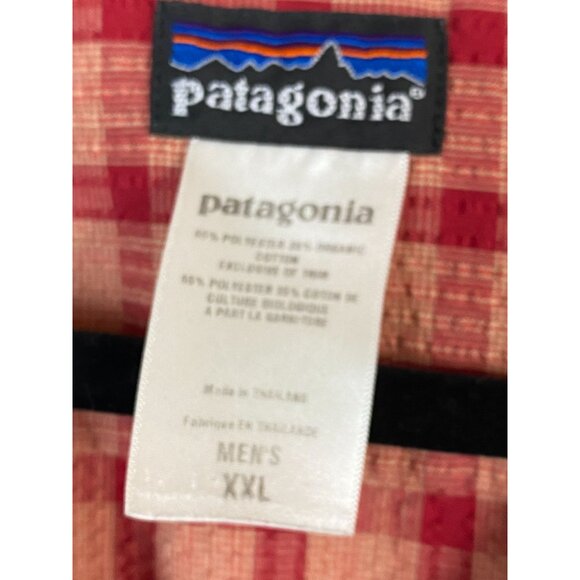 patagonia®
patagonia
65% POLYESTER 35% ORGANIC
COTTON
EXCLUSIVE OF TRIM
65% POLYESTER 35% COTON DE
CULTURE BIOLOGIQUE
A PART LA GARNITURE
Made in THAILAND
Fabriqué EN THAILANDE
MEN'S
XXL